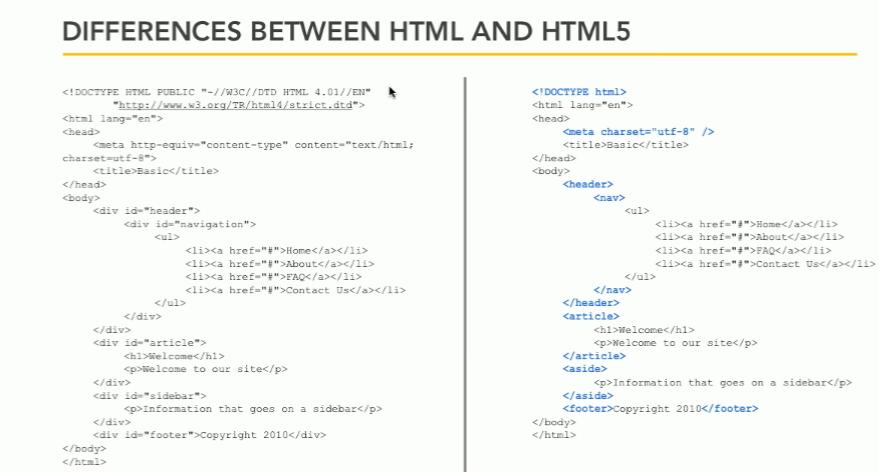 DIFFERENCES BETWEEN HTML AND HTML5
<!DOCTYPE HTML PUBLIC "-//W3C//DTD HTML 4.01//EN"
"http://www.w3.org/TR/html4/strict.dtd">
<html lang="en">
<head>
<meta http-equiv="content-type" content="text/html;
charset=utf-8">
<title>Basic</title>
</head>
<body>
<div id="header">
<div id="navigation">
<ul>
<li><a href="#">Home</a></li>
<li><a href="#">About</a></li>
<li><a href="#">FAQ</a></li>
<li><a href="#">Contact Us</a></li>
</ul>
</div>
</div>
<div id="article">
<h1>Welcome</h1>
<p>Welcome to our site</p>
</div>
<div id="sidebar">
<p>Information that goes on a sidebar</p>
</div>
<div id="footer">Copyright 2010</div>
</body>
</html>
<!DOCTYPE html>
<html lang="en">
<head>
<meta charset="utf-8" />
<title>Basic</title>
</head>
<body>
<header>
<nav>
<ul>
<li><a href="#">Home</a></li>
<li><a href="#">About</a></li>
<li><a href="#">FAQ</a></li>
<li><a href="#">Contact Us</a></li>
</ul>
</nav>
</header>
<article>
<h1>Welcome</h1>
<p>Welcome to our site</p>
</article>
<aside>
<p>Information that goes on a sidebar</p>
</aside>
<footer>Copyright 2010</footer>
</body>
</html>